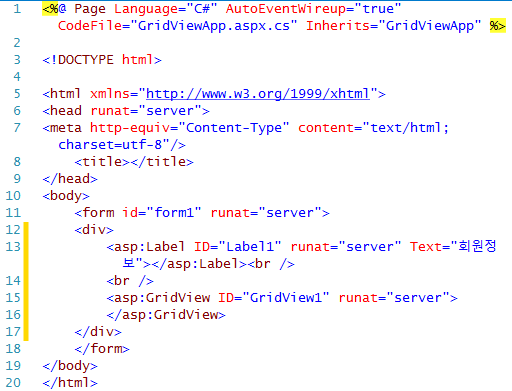 1 <%@ Page Language="C#" AutoEventWireup="true"
CodeFile="GridViewApp.aspx.cs" Inherits="GridViewApp" %>
2
3 <!DOCTYPE html>
4
5 <html xmlns="http://www.w3.org/1999/xhtml">
6 <head runat="server">
7 <meta http-equiv="Content-Type" content="text/html;
charset=utf-8"/>
8 <title></title>
9 </head>
10 <body>
11 <form id="form1" runat="server">
12 <div>
13 <asp:Label ID="Label1" runat="server" Text="회원정
보"></asp:Label><br />
14 <br />
15 <asp:GridView ID="GridView1" runat="server">
16 </asp:GridView>
17 </div>
18 </form>
19 </body>
20 </html>